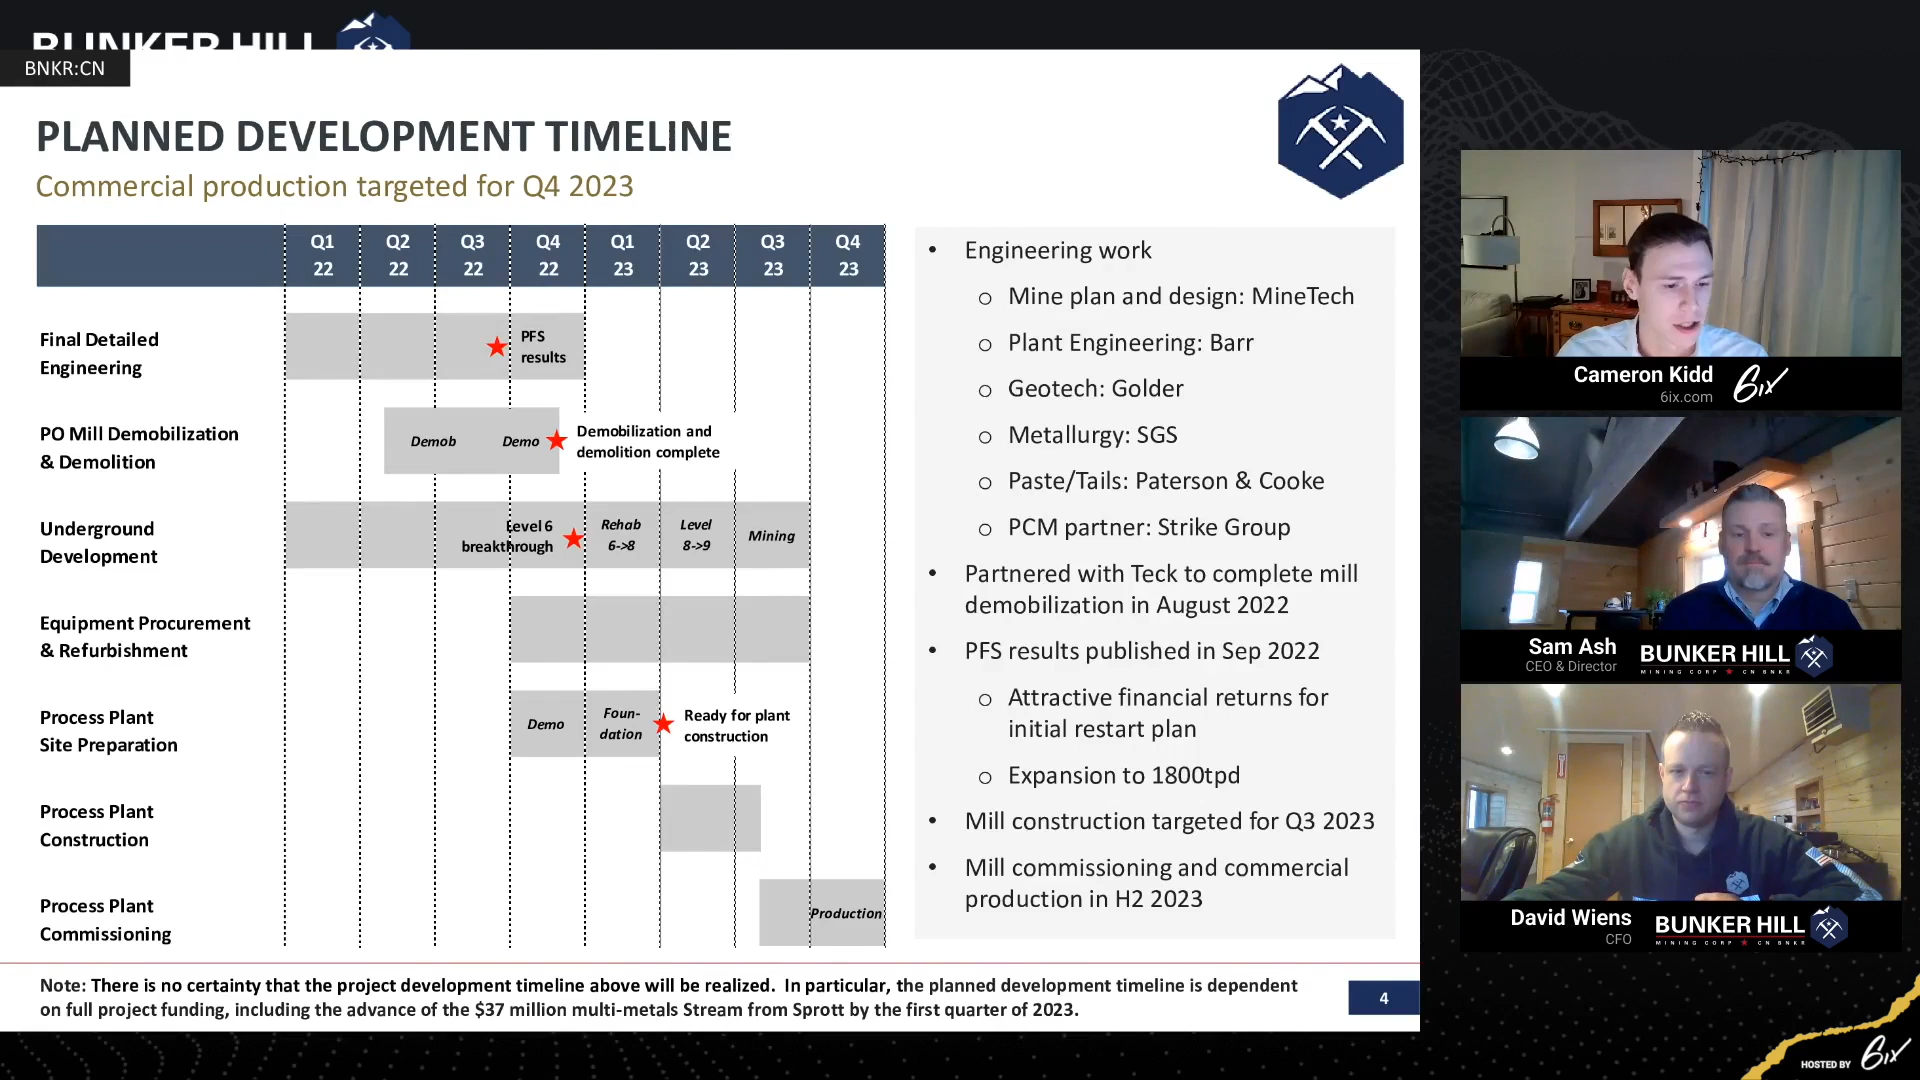 BUNKER HILL
BNKR:CN
PLANNED DEVELOPMENT TIMELINE
Commercial production targeted for Q4 2023
Q1 22 Q2 22 Q3 22 Q4 22 Q1 23 Q2 23 Q3 23 Q4 23
Final Detailed
Engineering
PFS
results
PO Mill Demobilization
& Demolition
Demob
Demo
Demobilization and
demolition complete
Underground
Development
Level 6
breakthrough
Rehab
6->8
Level
8->9
Mining
Equipment Procurement
& Refurbishment
Process Plant
Site Preparation
Demo
Foun-
dation
Ready for plant
construction
Process Plant
Construction
Process Plant
Commissioning
Production
• Engineering work
o Mine plan and design: MineTech
o Plant Engineering: Barr
o Geotech: Golder
o Metallurgy: SGS
o Paste/Tails: Paterson & Cooke
o PCM partner: Strike Group
• Partnered with Teck to complete mill
demobilization in August 2022
• PFS results published in Sep 2022
o Attractive financial returns for
initial restart plan
o Expansion to 1800tpd
• Mill construction targeted for Q3 2023
• Mill commissioning and commercial
production in H2 2023
Note: There is no certainty that the project development timeline above will be realized. In particular, the planned development timeline is dependent
on full project funding, including the advance of the $37 million multi-metals Stream from Sprott by the first quarter of 2023.
4
Cameron Kidd
6ix.com
6ix
Sam Ash
CEO & Director
BUNKER HILL
MINING CORP ★ CN BNKR
David Wiens
CFO
BUNKER HILL
MINING CORP ★ CN BNKR
HOSTED BY 6ix